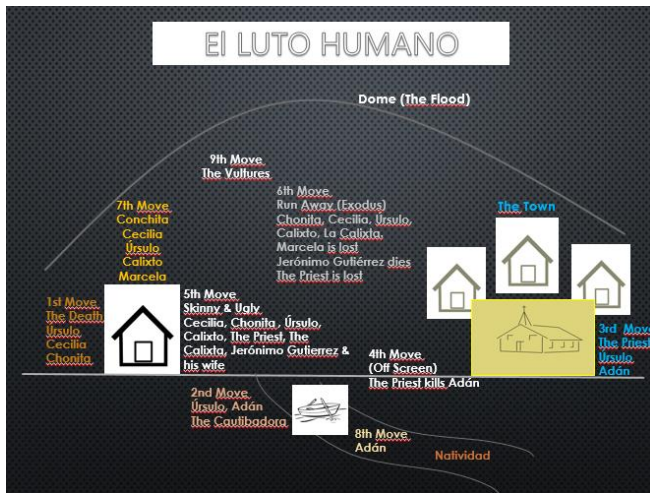 El LUTO HUMANO
Dome (The Flood)
9th Move
The Vultures
6th Move
Run Away (Exodus)
Chonita, Cecilia, Úrsulo,
Calixto, La Calixta,
Marcela is lost
Jerónimo Gutiérrez dies
The Priest is lost
7th Move
Conchita
Cecilia
Úrsulo
Calixto
Marcela
The Town
1st Move
The Death
Úrsulo
Cecilia
Chonita
5th Move
Skinny & Ugly
Cecilia, Chonita , Úrsulo,
Calixto, The Priest, The
Calixta, Jerónimo Gutierrez &
his wife
3rd Move
The Priest
Úrsulo
Adán
4th Move
(Off Screen)
The Priest kills Adán
2nd Move
Úrsulo, Adán
The Cautibadora
8th Move
Adán
Natividad